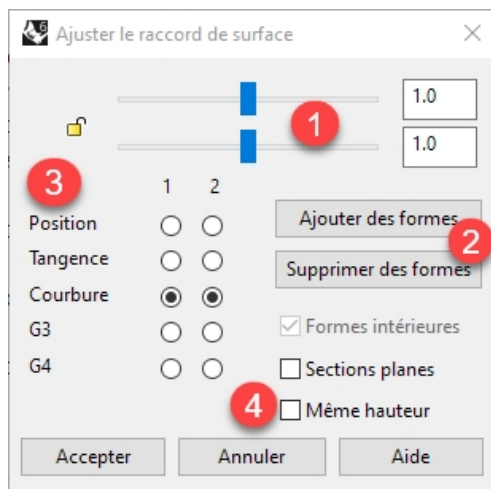 Ajuster le raccord de surface
1.0
1
1.0
3
1 2
Position
Ajouter des formes
2
Tangence
Supprimer des formes
Courbure
G3
Formes intérieures
G4
Sections planes
4
Même hauteur
Accepter
Annuler
Aide